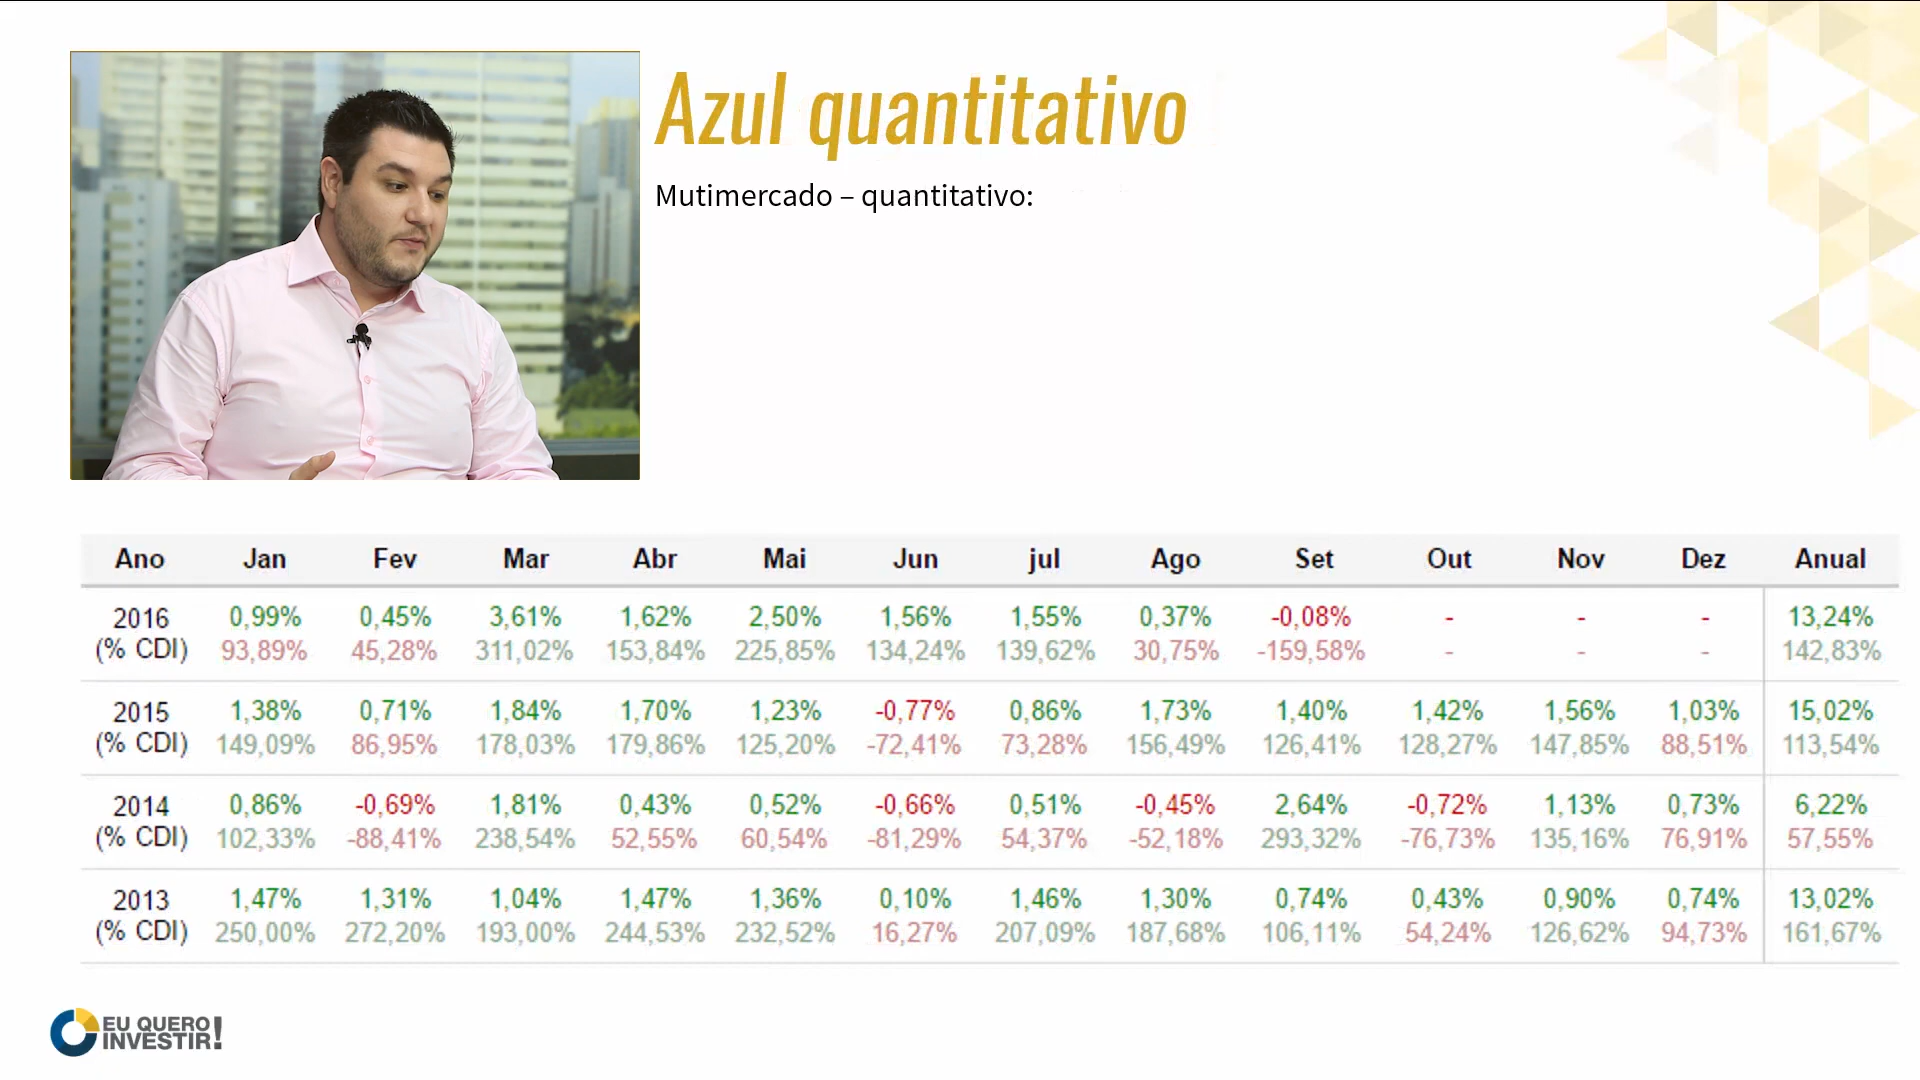 Azul quantitativo
Mutimercado – quantitativo:
Ano Jan Fev Mar Abr Mai Jun jul Ago Set Out Nov Dez Anual
2016 0,99% 0,45% 3,61% 1,62% 2,50% 1,56% 1,55% 0,37% -0,08% - - - 13,24%
(% CDI) 93,89% 45,28% 311,02% 153,84% 225,85% 134,24% 139,62% 30,75% -159,58% - - - 142,83%
2015 1,38% 0,71% 1,84% 1,70% 1,23% -0,77% 0,86% 1,73% 1,40% 1,42% 1,56% 1,03% 15,02%
(% CDI) 149,09% 86,95% 178,03% 179,86% 125,20% -72,41% 73,28% 156,49% 126,41% 128,27% 147,85% 88,51% 113,54%
2014 0,86% -0,69% 1,81% 0,43% 0,52% -0,66% 0,51% -0,45% 2,64% -0,72% 1,13% 0,73% 6,22%
(% CDI) 102,33% -88,41% 238,54% 52,55% 60,54% -81,29% 54,37% -52,18% 293,32% -76,73% 135,16% 76,91% 57,55%
2013 1,47% 1,31% 1,04% 1,47% 1,36% 0,10% 1,46% 1,30% 0,74% 0,43% 0,90% 0,74% 13,02%
(% CDI) 250,00% 272,20% 193,00% 244,53% 232,52% 16,27% 207,09% 187,68% 106,11% 54,24% 126,62% 94,73% 161,67%
EU QUERO
INVESTIR!